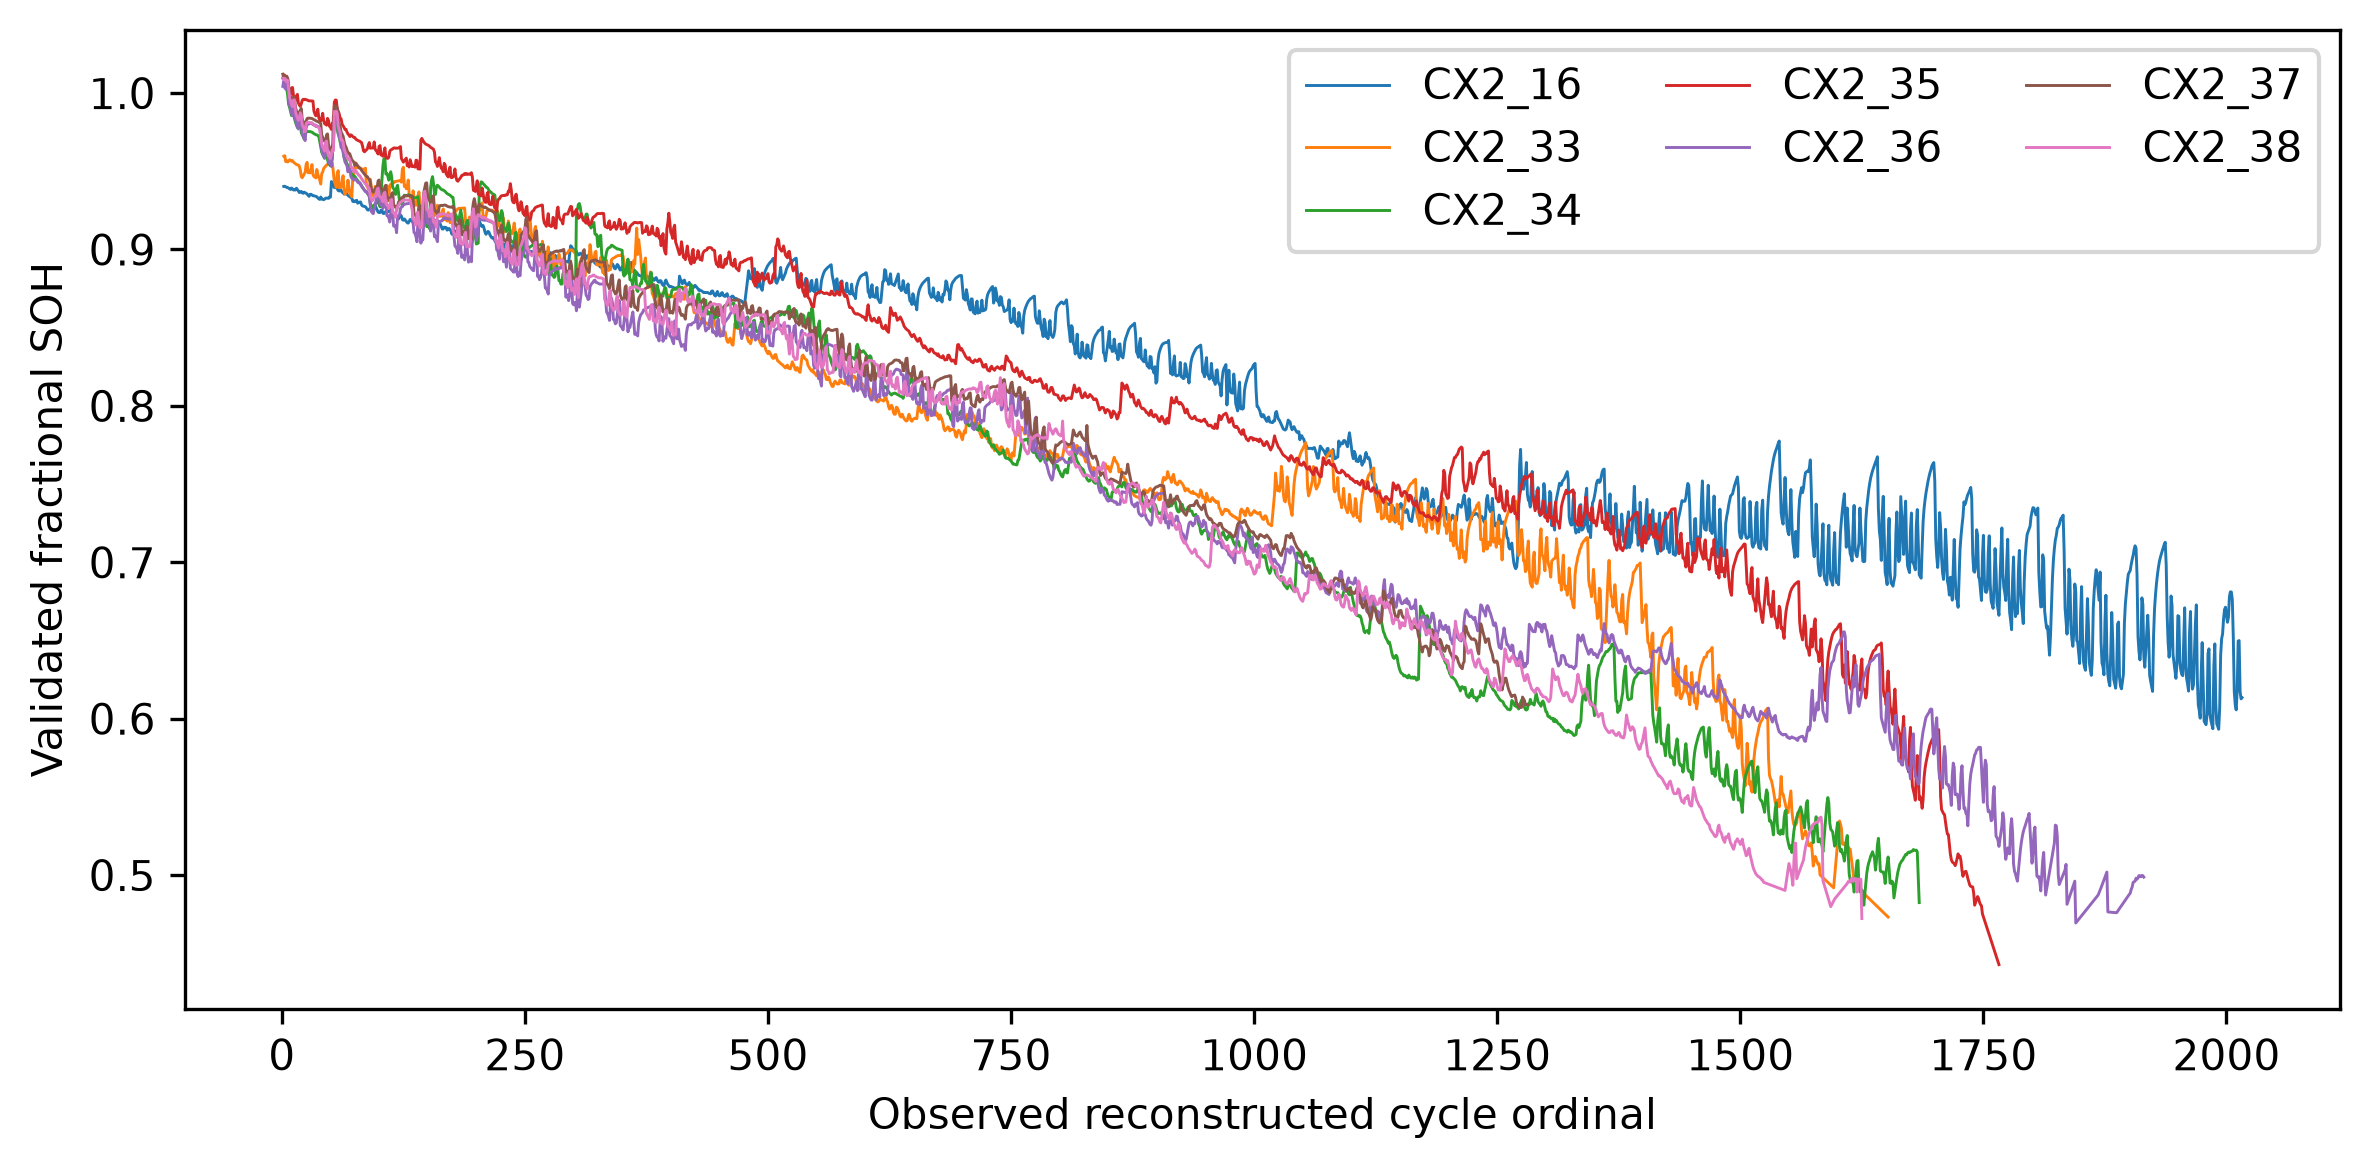 CX2_16 CX2_35 CX2_37
CX2_33 CX2_36 CX2_38
CX2_34
Validated fractional SOH
1.0
0.9
0.8
0.7
0.6
0.5
0 250 500 750 1000 1250 1500 1750 2000
Observed reconstructed cycle ordinal